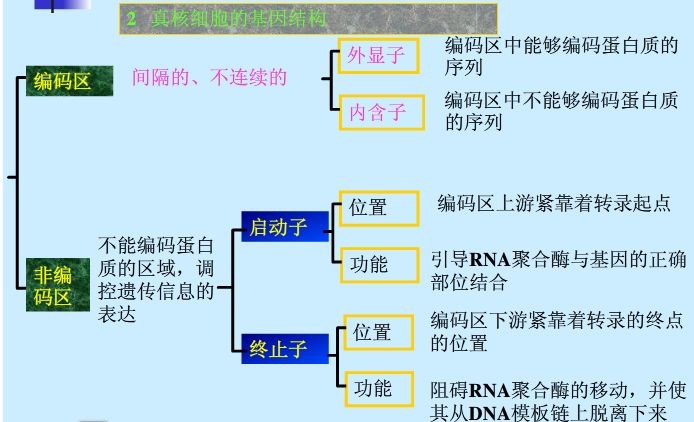 2 真核细胞的基因结构
编码区
间隔的、不连续的
外显子
编码区中能够编码蛋白质的
序列
内含子
编码区中不能够编码蛋白质
的序列
非编
码区
不能编码蛋白
质的区域，调
控遗传信息的
表达
启动子
位置
编码区上游紧靠着转录起点
功能
引导RNA聚合酶与基因的正确
部位结合
终止子
位置
编码区下游紧靠着转录的终点
的位置
功能
阻碍RNA聚合酶的移动，并使
其从DNA模板链上脱离下来